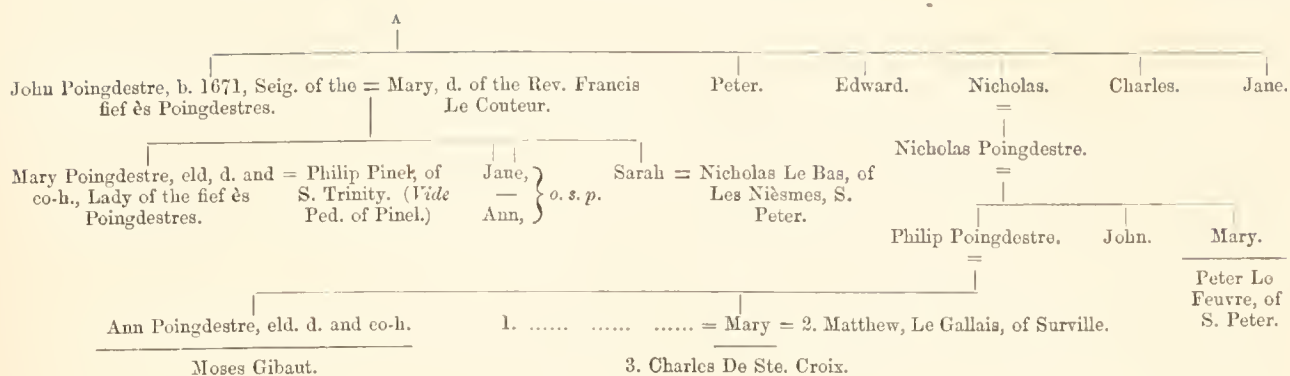 A
John Poingdestre, b. 1671, Seig. of the = Mary, d. of the Rev. Francis
fief ès Poingdestres.
Le Couteur.
Peter.
Edward.
Nicholas.
=
Charles.
Jane.
Mary Poingdestre, eld, d. and = Philip Pinel, of
co-h., Lady of the fief ès
Poingdestres.
S. Trinity. (Vide
Ped. of Pinel.)
Jane,
—
Ann,
} o. s. p.
Sarah = Nicholas Le Bas, of
Les Nièsmes, S.
Peter.
Nicholas Poingdestre.
=
Philip Poingdestre.
=
John.
Mary.
Peter Le
Feuvre, of
S. Peter.
Ann Poingdestre, eld. d. and co-h.
Moses Gibaut.
1. ...... ...... ...... = Mary = 2. Matthew, Le Gallais, of Surville.
3. Charles De Ste. Croix.